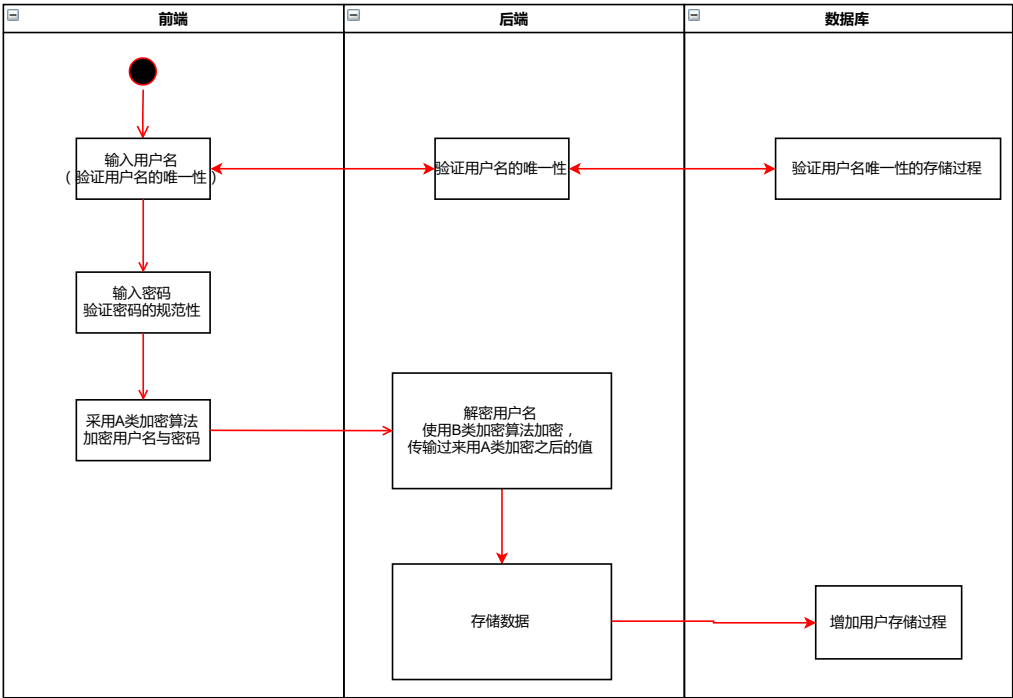 前端
后端
数据库
输入用户名
（验证用户名的唯一性）
验证用户名的唯一性
验证用户名唯一性的存储过程
输入密码
验证密码的规范性
采用A类加密算法
加密用户名与密码
解密用户名
使用B类加密算法加密，
传输过来用A类加密之后的值
存储数据
增加用户存储过程